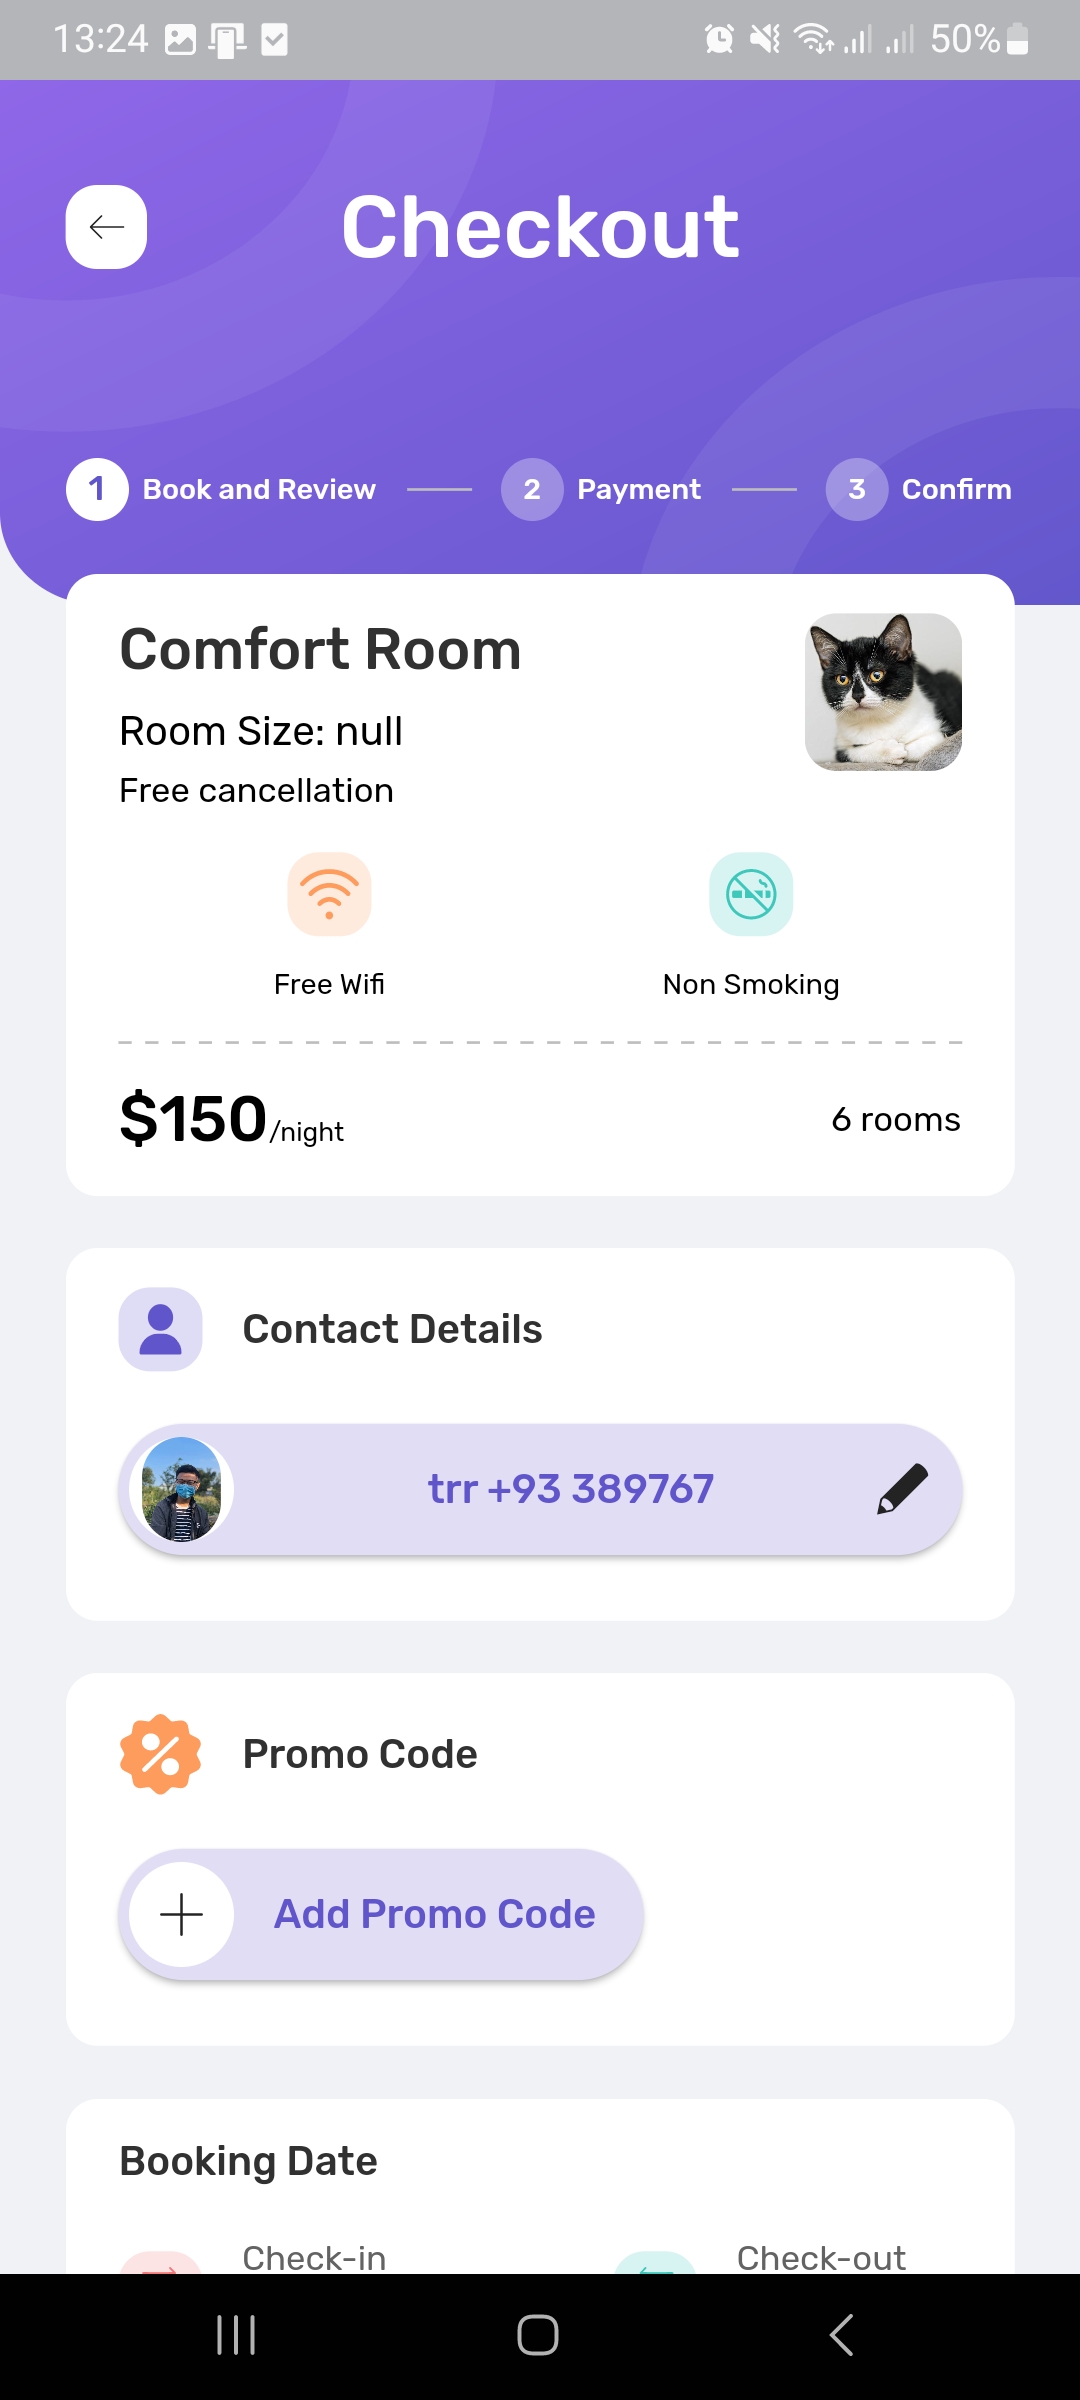 13:24
50%
Checkout
1 Book and Review
2 Payment
3 Confirm
Comfort Room
Room Size: null
Free cancellation
Free Wifi
Non Smoking
$150/night
6 rooms
Contact Details
trr +93 389767
Promo Code
Add Promo Code
Booking Date
Check-in
Check-out